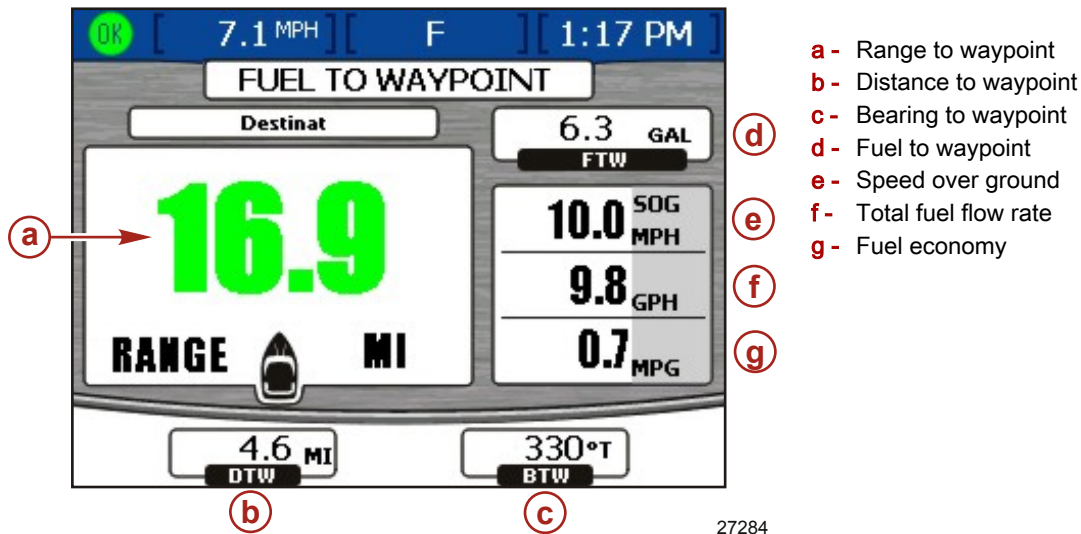 OK [ 7.1 MPH ][ F ][ 1:17 PM ]
FUEL TO WAYPOINT
Destinat
6.3 GAL
FTW
16.9
RANGE MI
10.0 SOG MPH
9.8 GPH
0.7 MPG
4.6 MI
DTW
330°T
BTW
a
b
c
d
e
f
g
a - Range to waypoint
b - Distance to waypoint
c - Bearing to waypoint
d - Fuel to waypoint
e - Speed over ground
f - Total fuel flow rate
g - Fuel economy
27284